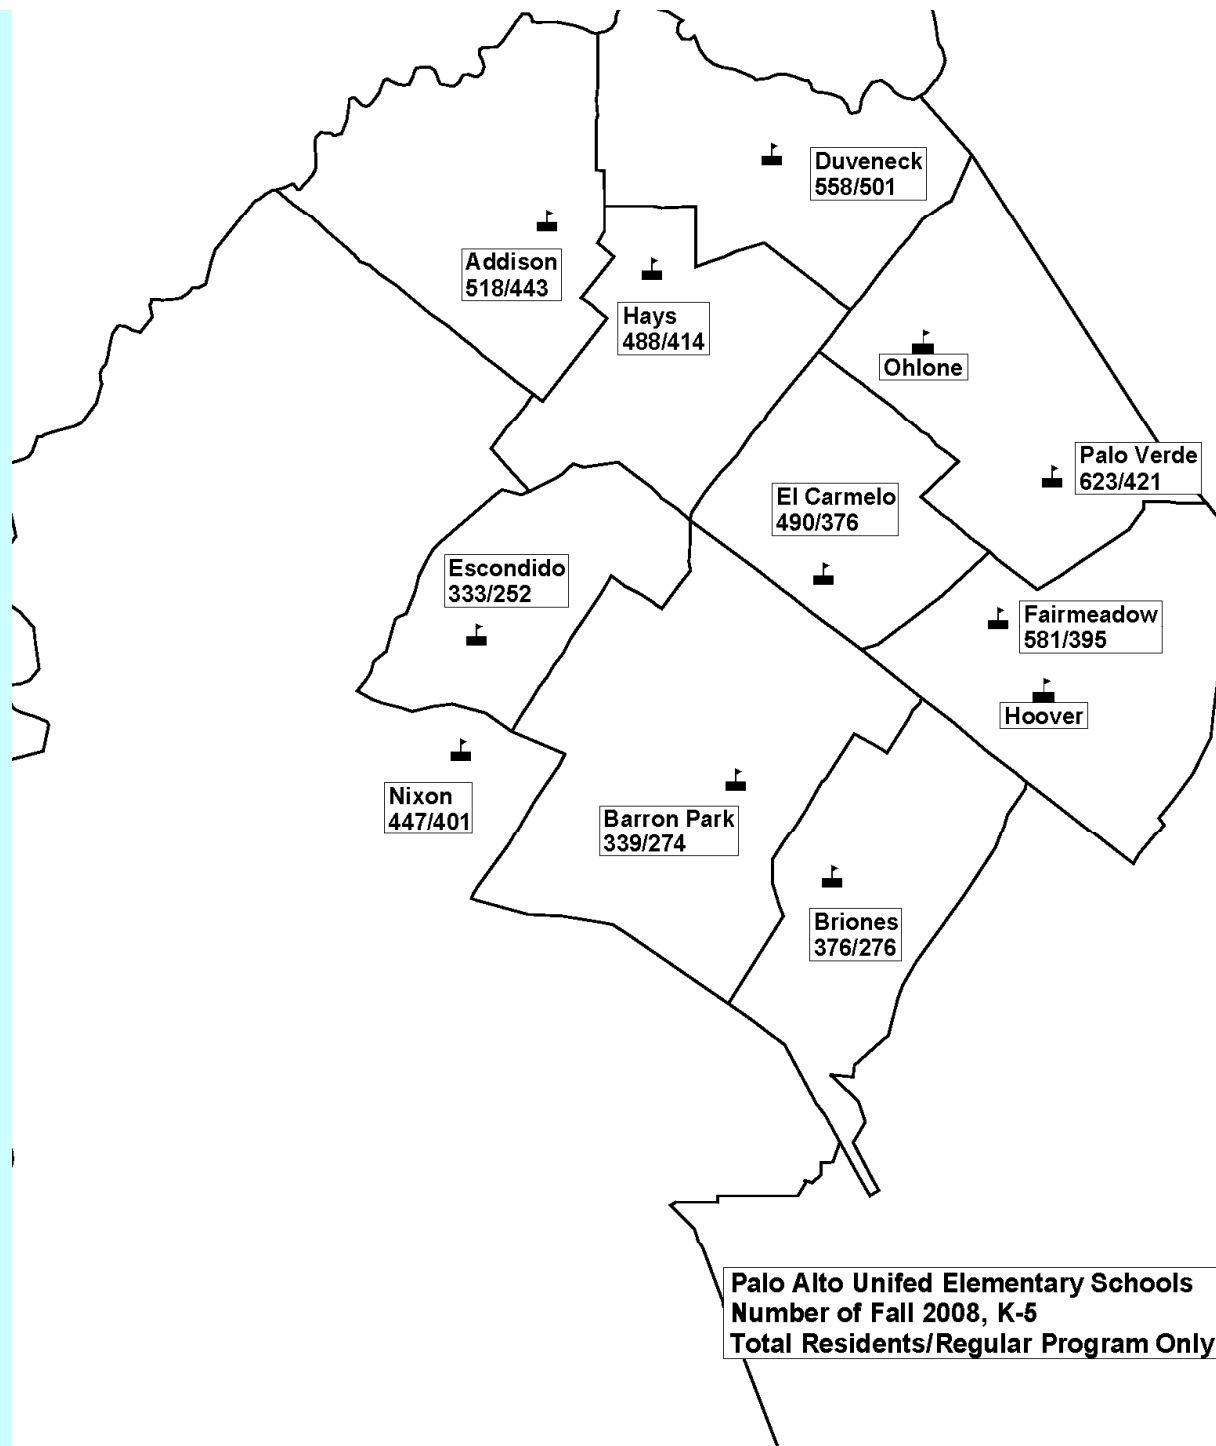 Duveneck
558/501
Addison
518/443
Hays
488/414
Ohlone
Palo Verde
623/421
El Carmelo
490/376
Escondido
333/252
Fairmeadow
581/395
Hoover
Nixon
447/401
Barron Park
339/274
Briones
376/276
Palo Alto Unifed Elementary Schools
Number of Fall 2008, K-5
Total Residents/Regular Program Only